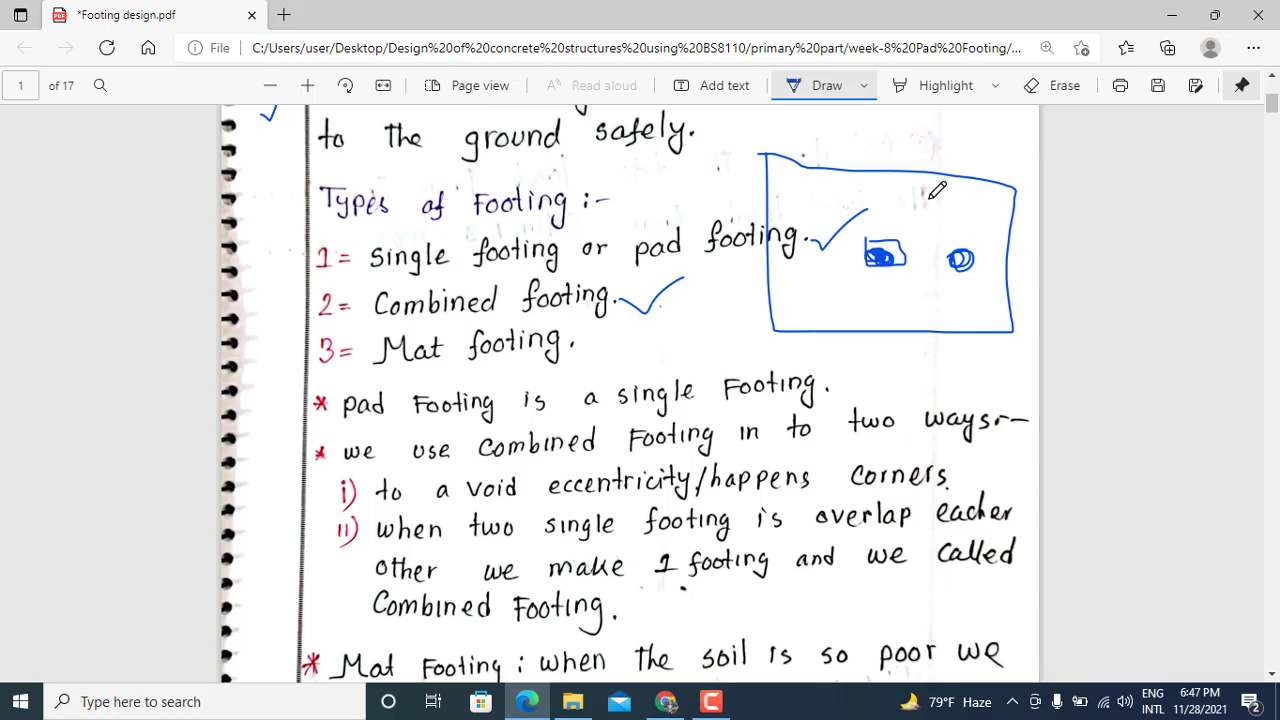 *Footing design.pdf
File
C:/Users/user/Desktop/Design%20of%20concrete%20structures%20using%20BS8110/primary%20part/week-8%20Pad%20Footing/...
1 of 17
Page view
Read aloud
Add text
Draw
Highlight
Erase
to the ground safely.
Types of Footing :-
1= Single footing or pad footing.
2= Combined footing.
3= Mat footing.
* pad Footing is a single Footing.
* we use Combined Footing in to two ways:-
i) to a void eccentricity/happens corners.
ii) when two single footing is overlap eacher
other we make 1 footing and we called
Combined Footing.
* Mat Footing: when the soil is so poor we
Type here to search
79°F Haze
ENG
INTL
6:47 PM
11/28/2021
2